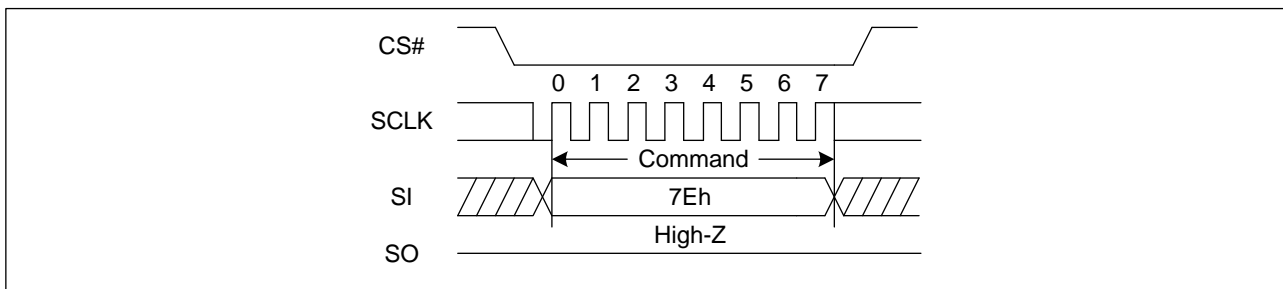 CS#
0 1 2 3 4 5 6 7
SCLK
Command
SI
7Eh
High-Z
SO